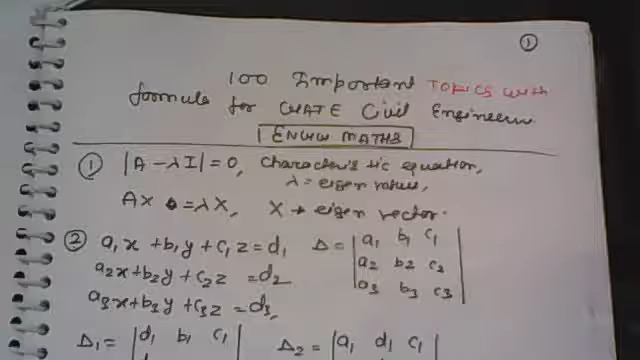 ①
100 Important Topics with
formula for GATE Civil Engineering
ENGG MATHS
① |A - λI| = 0, characteristic equation,
λ = eigen values,
AX = λX, X → eigen vector.
② a₁x + b₁y + c₁z = d₁ Δ = | a₁ b₁ c₁ |
a₂x + b₂y + c₂z = d₂ | a₂ b₂ c₂ |
a₃x + b₃y + c₃z = d₃, | a₃ b₃ c₃ |
Δ₁ = | d₁ b₁ c₁ | Δ₂ = | a₁ d₁ c₁ |